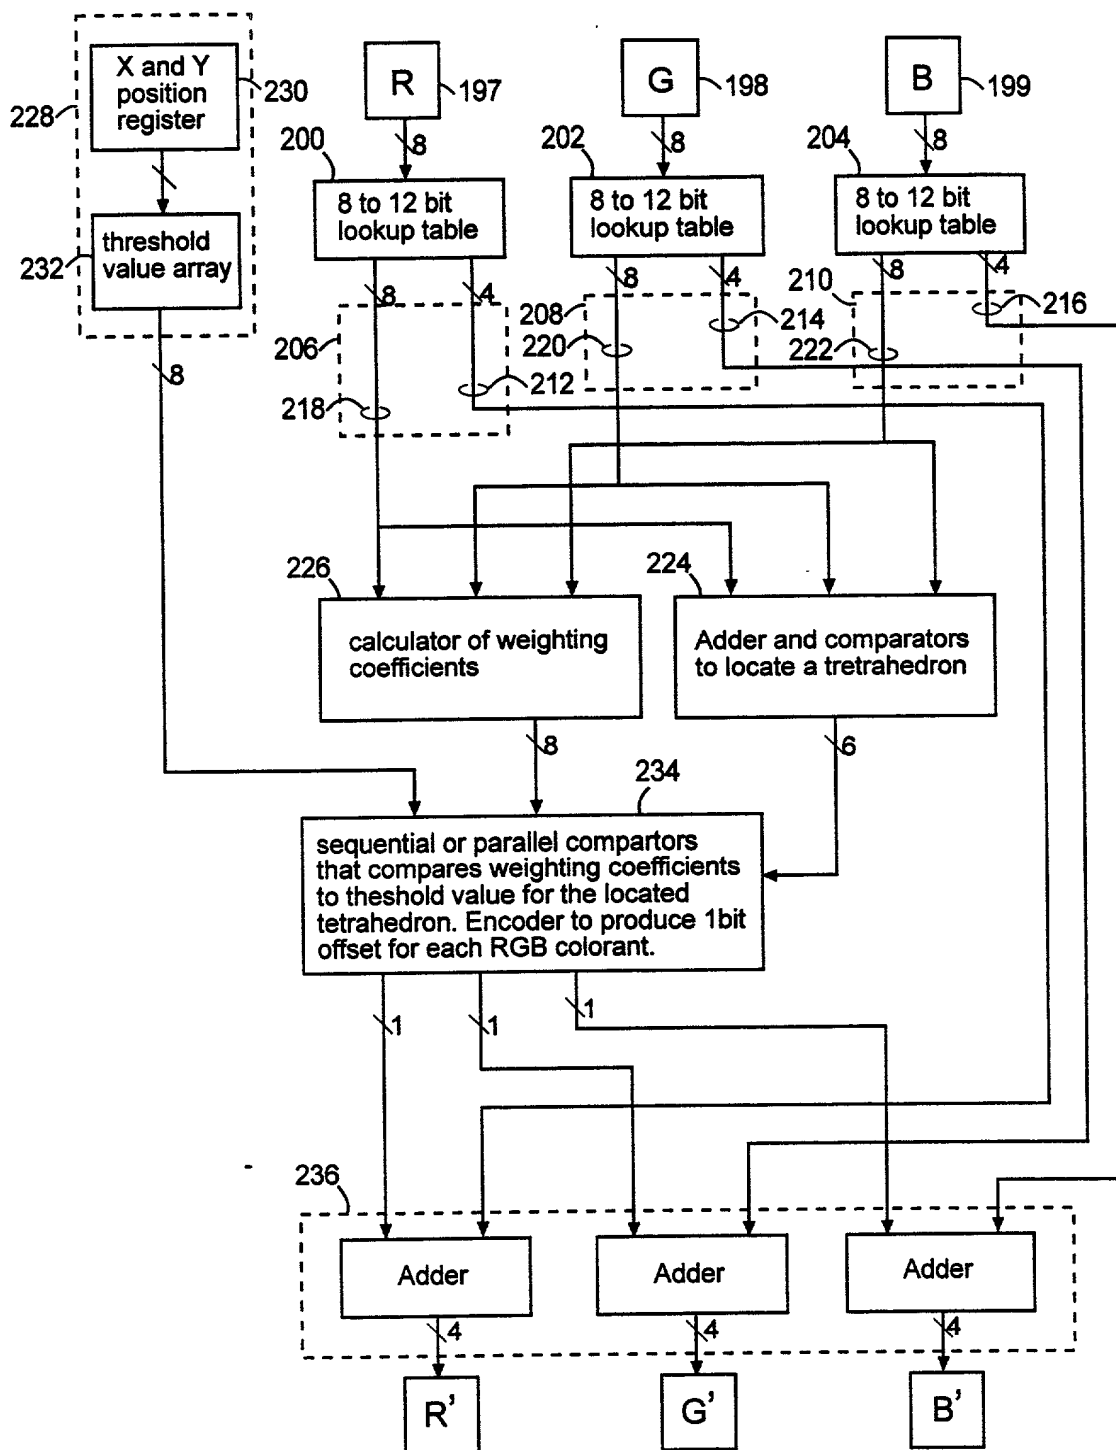 X and Y
position
register
230
228
R
197
G
198
B
199
8
8
8
200
202
204
8 to 12 bit
lookup table
8 to 12 bit
lookup table
8 to 12 bit
lookup table
threshold
value array
232
8
4
8
4
8
4
206
208
210
212
214
216
218
220
222
8
226
224
calculator of weighting
coefficients
Adder and comparators
to locate a tretrahedron
8
6
234
sequential or parallel compartors
that compares weighting coefficients
to theshold value for the located
tetrahedron. Encoder to produce 1bit
offset for each RGB colorant.
1
1
1
236
Adder
Adder
Adder
4
4
4
R'
G'
B'